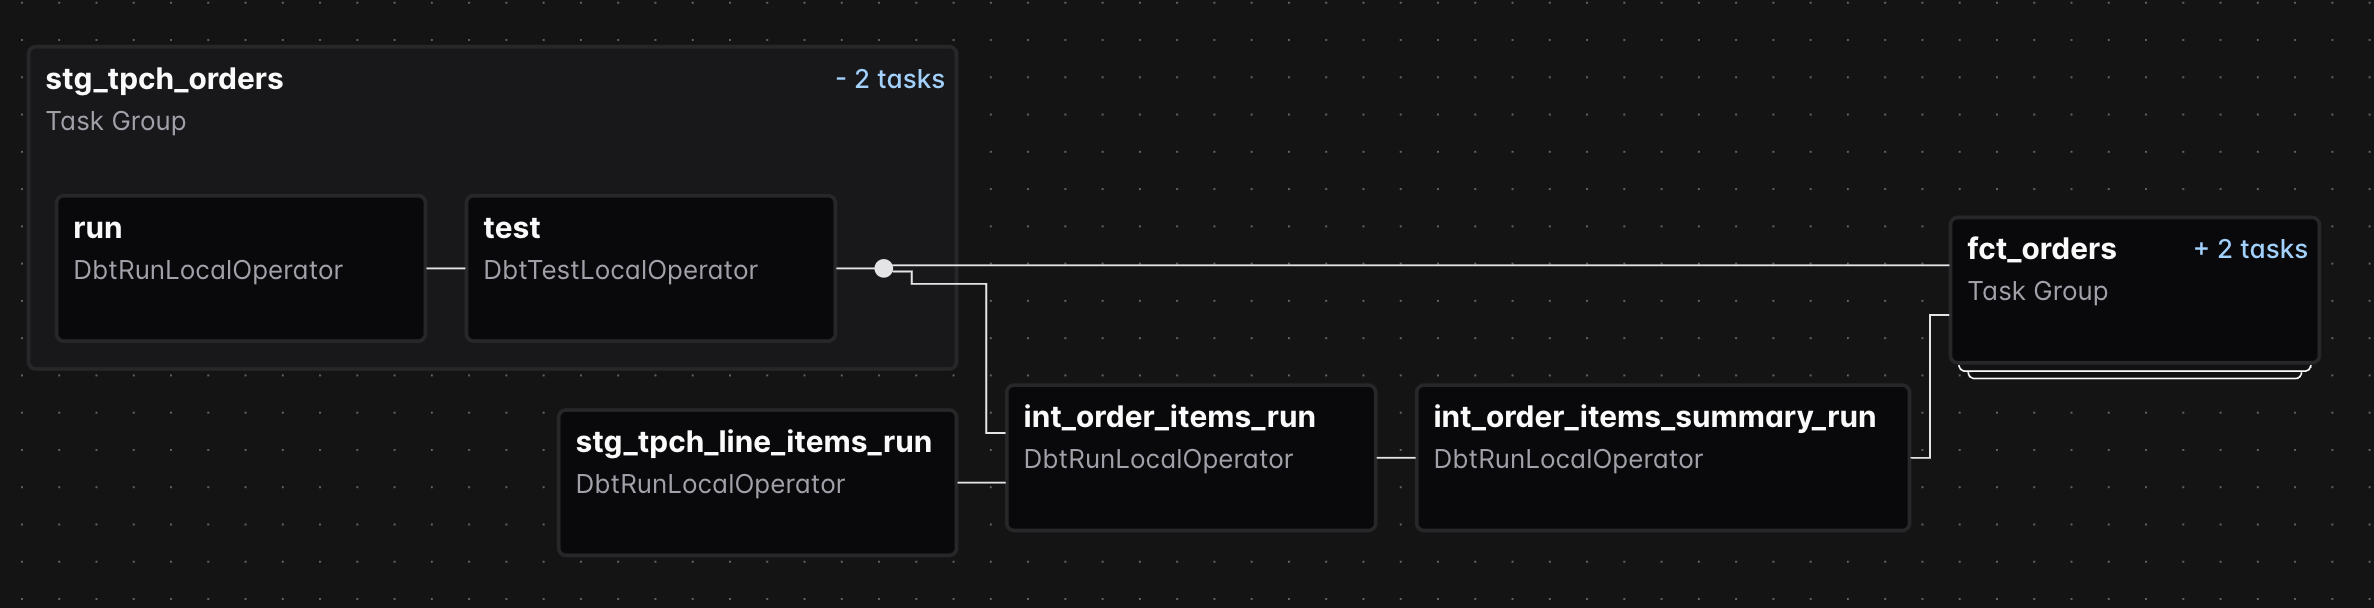 stg_tpch_orders
- 2 tasks
Task Group
run
DbtRunLocalOperator
test
DbtTestLocalOperator
fct_orders
+ 2 tasks
Task Group
stg_tpch_line_items_run
DbtRunLocalOperator
int_order_items_run
DbtRunLocalOperator
int_order_items_summary_run
DbtRunLocalOperator